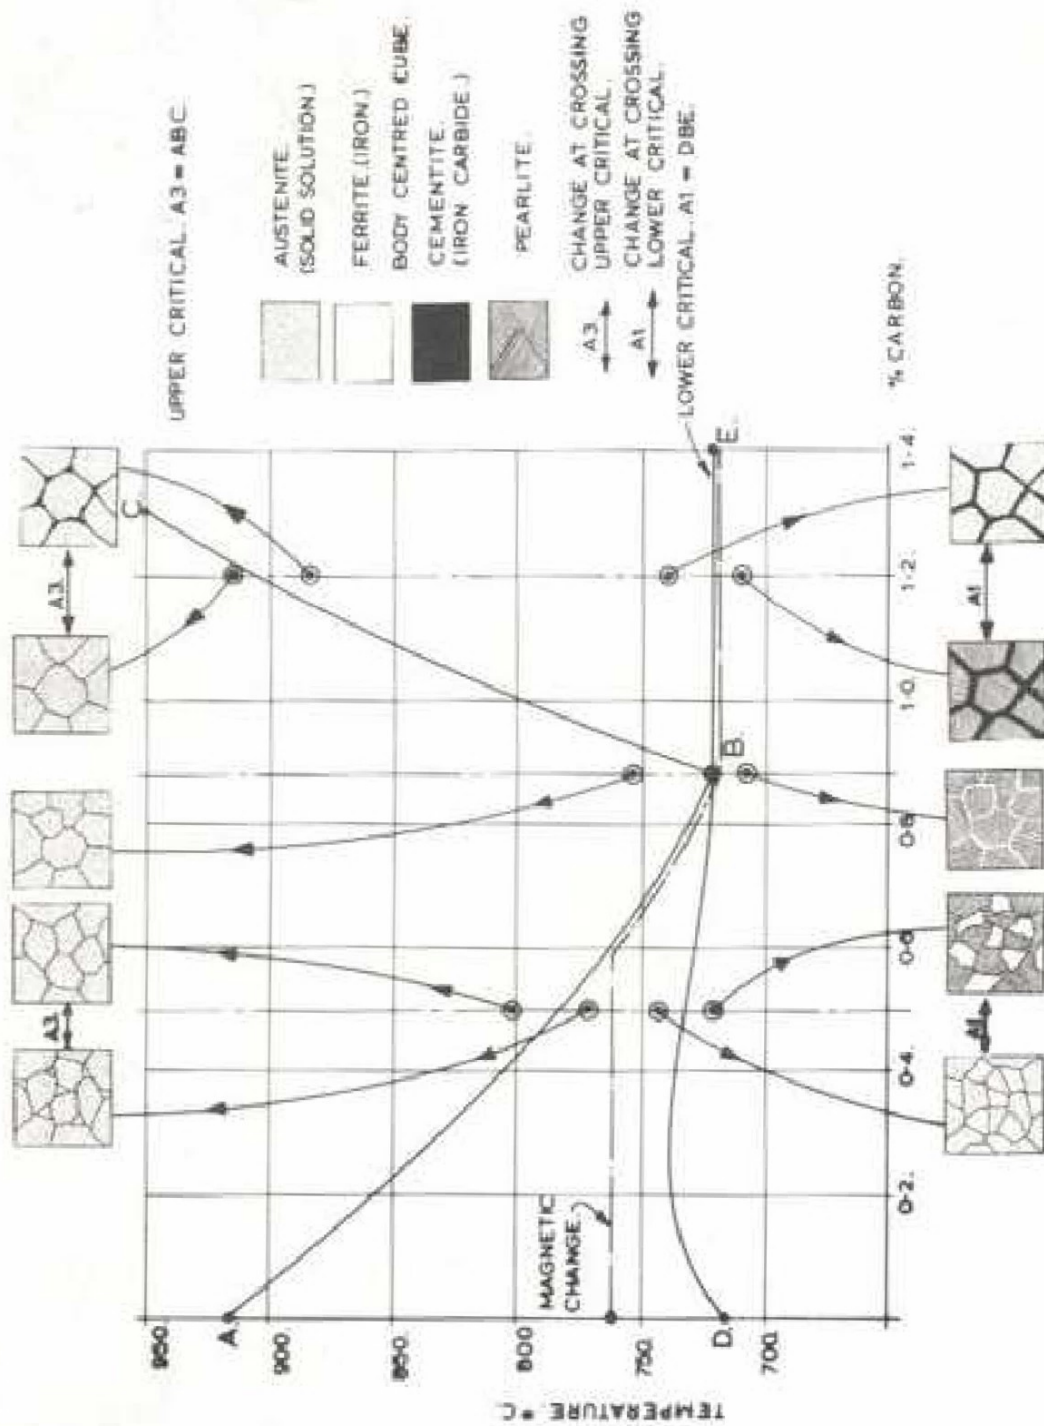 UPPER CRITICAL. A3 = ABC.
AUSTENITE.
(SOLID SOLUTION.)
FERRITE.(IRON.)
BODY CENTRED CUBE.
CEMENTITE.
(IRON CARBIDE.)
PEARLITE.
A3
CHANGE AT CROSSING
UPPER CRITICAL.
A1
CHANGE AT CROSSING
LOWER CRITICAL.
LOWER CRITICAL. A1 = DBE.
A3
A3
C
TEMPERATURE °C.
950.
900.
850.
800.
750.
700.
A.
MAGNETIC
CHANGE.
D.
B.
E.
0·2.
0·4.
0·6.
0·8.
1·0.
1·2.
1·4.
% CARBON.
A1
A1